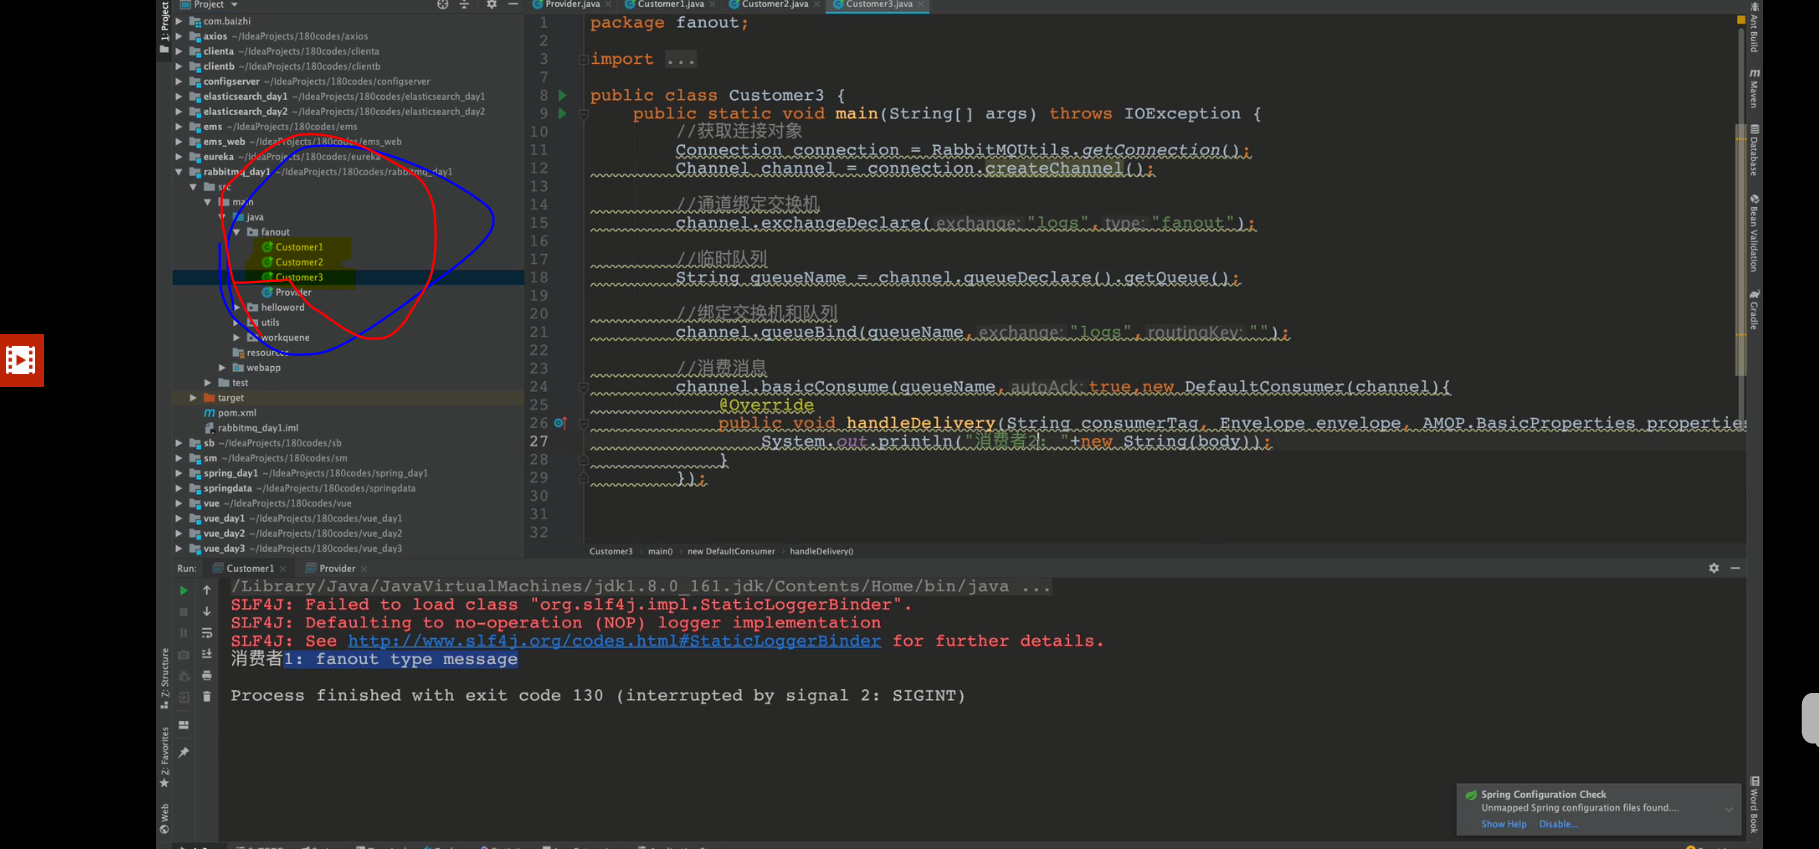 1: Project
Project
com.baizhi
axios ~/IdeaProjects/180codes/axios
clienta ~/IdeaProjects/180codes/clienta
clientb ~/IdeaProjects/180codes/clientb
configserver ~/IdeaProjects/180codes/configserver
elasticsearch_day1 ~/IdeaProjects/180codes/elasticsearch_day1
elasticsearch_day2 ~/IdeaProjects/180codes/elasticsearch_day2
ems ~/IdeaProjects/180codes/ems
ems_web ~/IdeaProjects/180codes/ems_web
eureka ~/IdeaProjects/180codes/eureka
rabbitmq_day1 ~/IdeaProjects/180codes/rabbitmq_day1
src
main
java
fanout
Customer1
Customer2
Customer3
Provider
helloword
utils
workquene
resources
webapp
test
target
pom.xml
rabbitmq_day1.iml
sb ~/IdeaProjects/180codes/sb
sm ~/IdeaProjects/180codes/sm
spring_day1 ~/IdeaProjects/180codes/spring_day1
springdata ~/IdeaProjects/180codes/springdata
vue ~/IdeaProjects/180codes/vue
vue_day1 ~/IdeaProjects/180codes/vue_day1
vue_day2 ~/IdeaProjects/180codes/vue_day2
vue_day3 ~/IdeaProjects/180codes/vue_day3
Provider.java Customer1.java Customer2.java Customer3.java
1 package fanout;
2
3 import ...
7
8 public class Customer3 {
9 public static void main(String[] args) throws IOException {
10 //获取连接对象
11 Connection connection = RabbitMQUtils.getConnection();
12 Channel channel = connection.createChannel();
13
14 //通道绑定交换机
15 channel.exchangeDeclare( exchange: "logs", type: "fanout");
16
17 //临时队列
18 String queueName = channel.queueDeclare().getQueue();
19
20 //绑定交换机和队列
21 channel.queueBind(queueName, exchange: "logs", routingKey: "");
22
23 //消费消息
24 channel.basicConsume(queueName, autoAck: true,new DefaultConsumer(channel){
25 @Override
26 public void handleDelivery(String consumerTag, Envelope envelope, AMQP.BasicProperties properties
27 System.out.println("消费者2: "+new String(body));
28 }
29 });
30
31
32
Customer3 main() new DefaultConsumer handleDelivery()
Run: Customer1 Provider
/Library/Java/JavaVirtualMachines/jdk1.8.0_161.jdk/Contents/Home/bin/java ...
SLF4J: Failed to load class "org.slf4j.impl.StaticLoggerBinder".
SLF4J: Defaulting to no-operation (NOP) logger implementation
SLF4J: See http://www.slf4j.org/codes.html#StaticLoggerBinder for further details.
消费者1: fanout type message
Process finished with exit code 130 (interrupted by signal 2: SIGINT)
Z: Structure
2: Favorites
Web
Ant Build
Maven
Database
Bean Validation
Gradle
Word Book
Spring Configuration Check
Unmapped Spring configuration files found....
Show Help Disable...